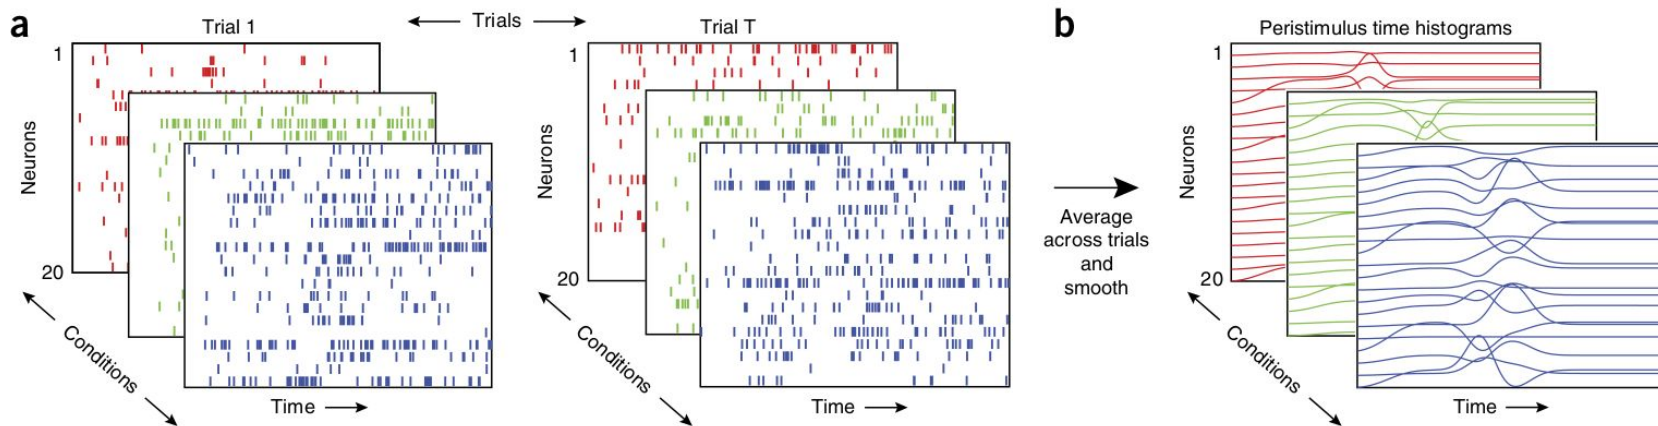 a
Trial 1
Trials
Trial T
1
Neurons
20
Conditions
Time
1
Neurons
20
Conditions
Time
Average
across trials
and
smooth
b
Peristimulus time histograms
1
Neurons
20
Conditions
Time